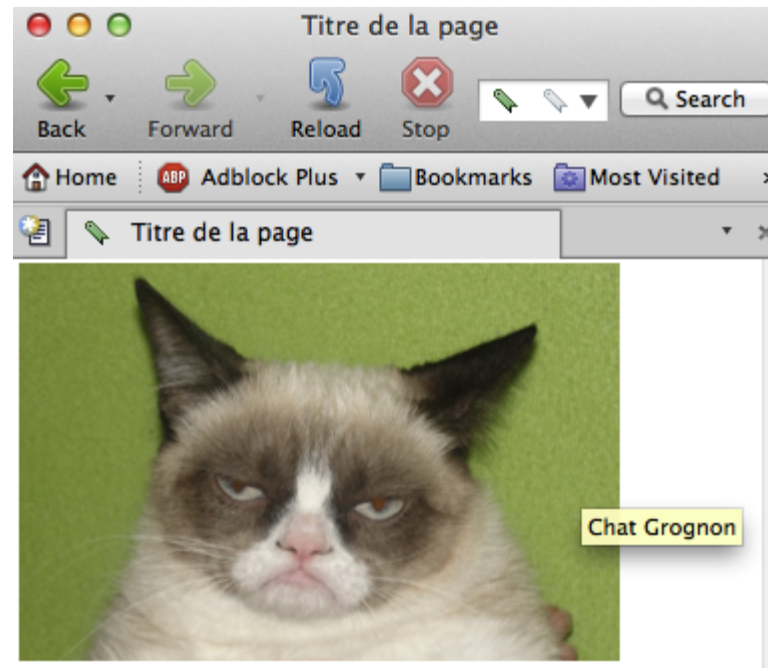 Titre de la page
Back Forward Reload Stop Search
Home ABP Adblock Plus Bookmarks Most Visited
Titre de la page
Chat Grognon